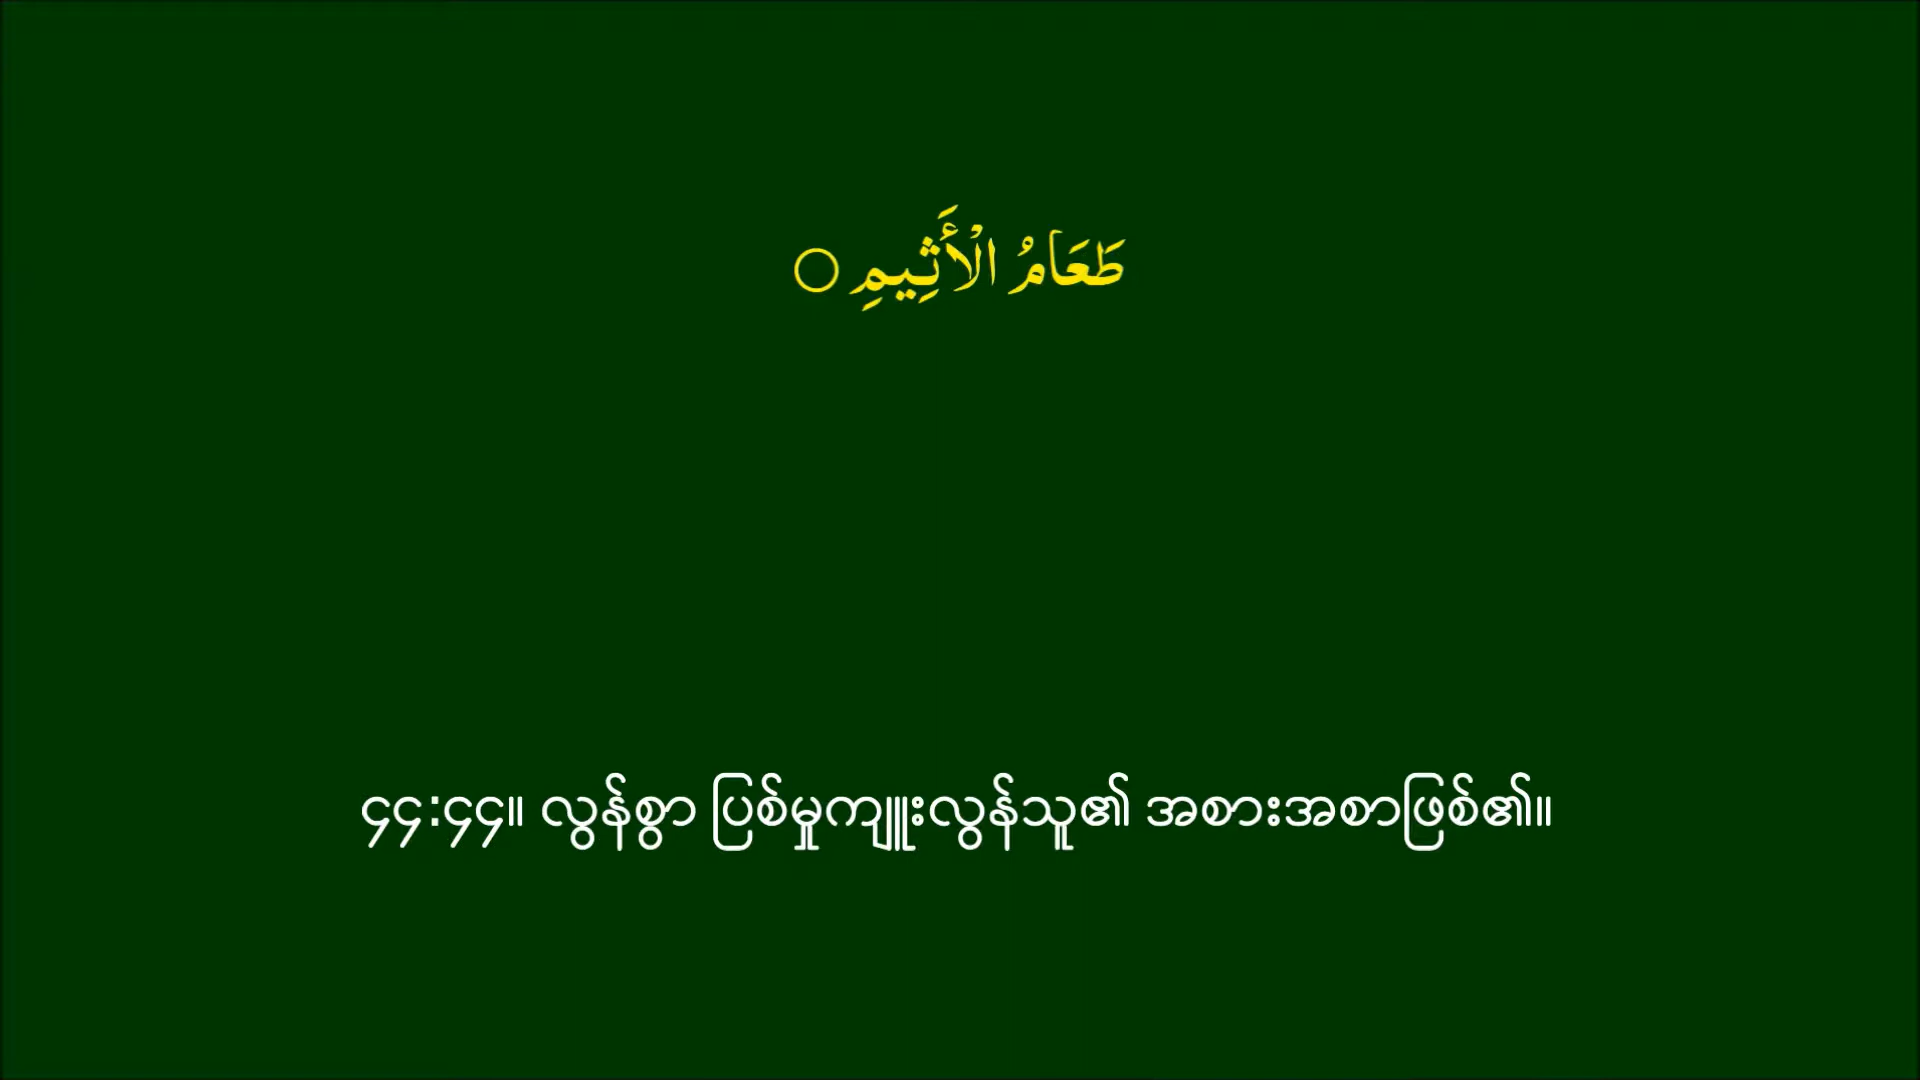 طَعَامُ الْأَثِيمِ ○
၄၄:၄၄။ လွန်စွာ ပြစ်မှုကျူးလွန်သူ၏ အစားအစာဖြစ်၏။